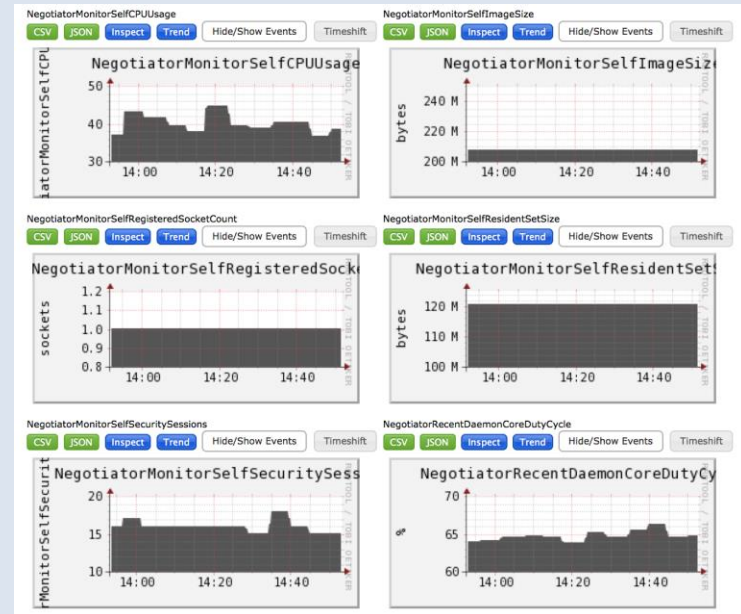 NegotiatorMonitorSelfCPUUsage
CSV JSON Inspect Trend Hide/Show Events Timeshift
NegotiatorMonitorSelfCPUUsage
iatorMonitorSelfCPU
50
40
30
14:00 14:20 14:40
NegotiatorMonitorSelfImageSize
CSV JSON Inspect Trend Hide/Show Events Timeshift
NegotiatorMonitorSelfImageSiz
bytes
240 M
220 M
200 M
14:00 14:20 14:40
NegotiatorMonitorSelfRegisteredSocketCount
CSV JSON Inspect Trend Hide/Show Events Timeshift
NegotiatorMonitorSelfRegisteredSock
sockets
1.2
1.1
1.0
0.9
0.8
14:00 14:20 14:40
NegotiatorMonitorSelfResidentSetSize
CSV JSON Inspect Trend Hide/Show Events Timeshift
NegotiatorMonitorSelfResidentSet
bytes
120 M
110 M
100 M
14:00 14:20 14:40
NegotiatorMonitorSelfSecuritySessions
CSV JSON Inspect Trend Hide/Show Events Timeshift
NegotiatorMonitorSelfSecuritySess
rMonitorSelfSecurit
20
15
10
14:00 14:20 14:40
NegotiatorRecentDaemonCoreDutyCycle
CSV JSON Inspect Trend Hide/Show Events Timeshift
NegotiatorRecentDaemonCoreDutyCy
%
70
65
60
14:00 14:20 14:40